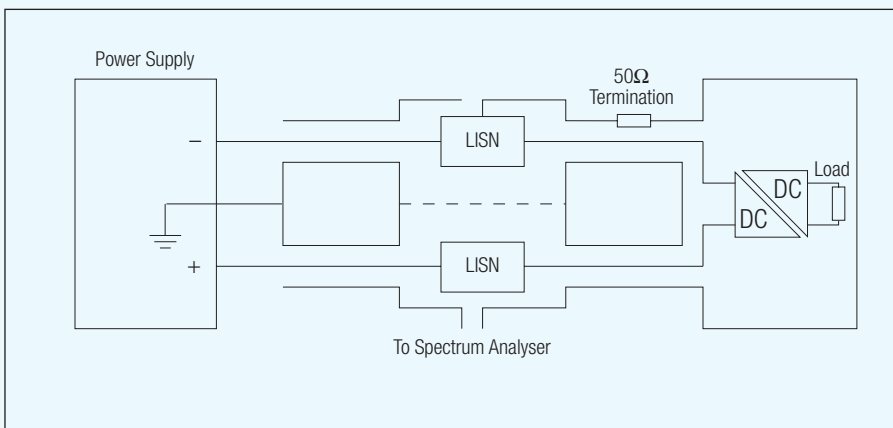 Power Supply
50Ω
Termination
−
LISN
Load
DC
DC
+
LISN
To Spectrum Analyser